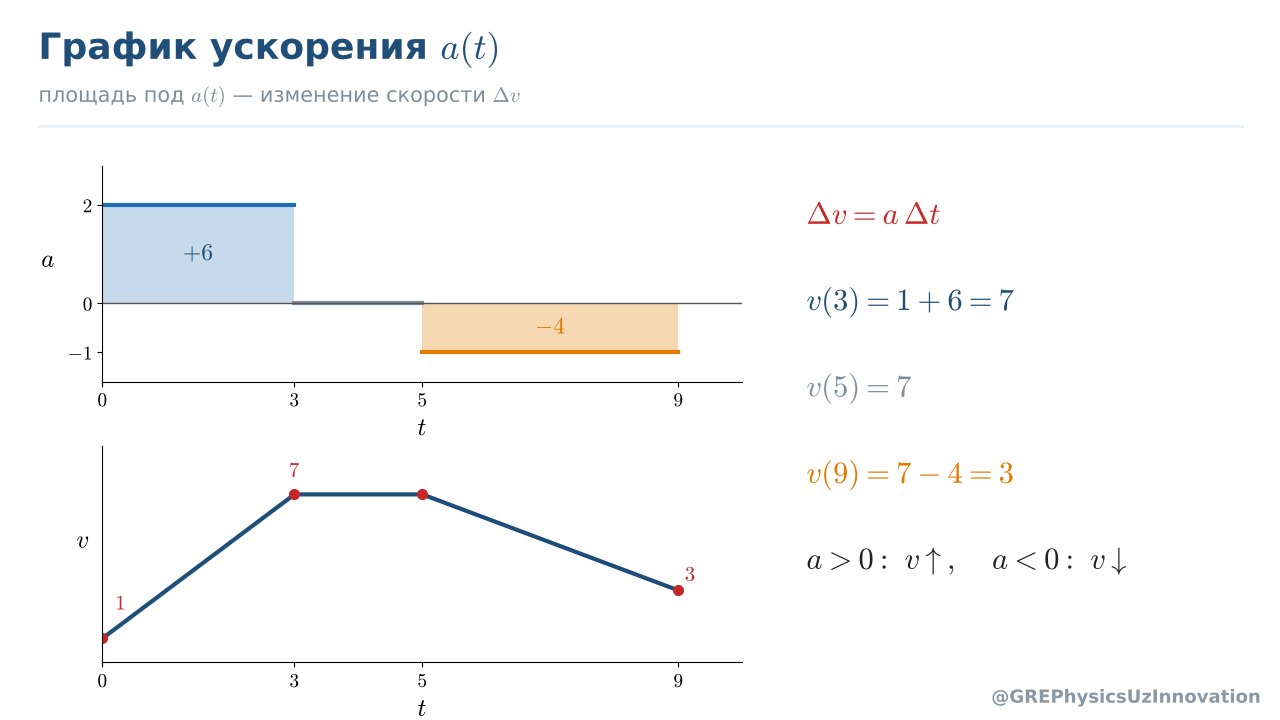 График ускорения a(t)
площадь под a(t) — изменение скорости Δv
2
+6
a
0
−4
−1
0 3 5 9
t
7
v
3
1
0 3 5 9
t
Δv = a Δt
v(3) = 1 + 6 = 7
v(5) = 7
v(9) = 7 − 4 = 3
a > 0 : v↑, a < 0 : v↓
@GREPhysicsUzInnovation